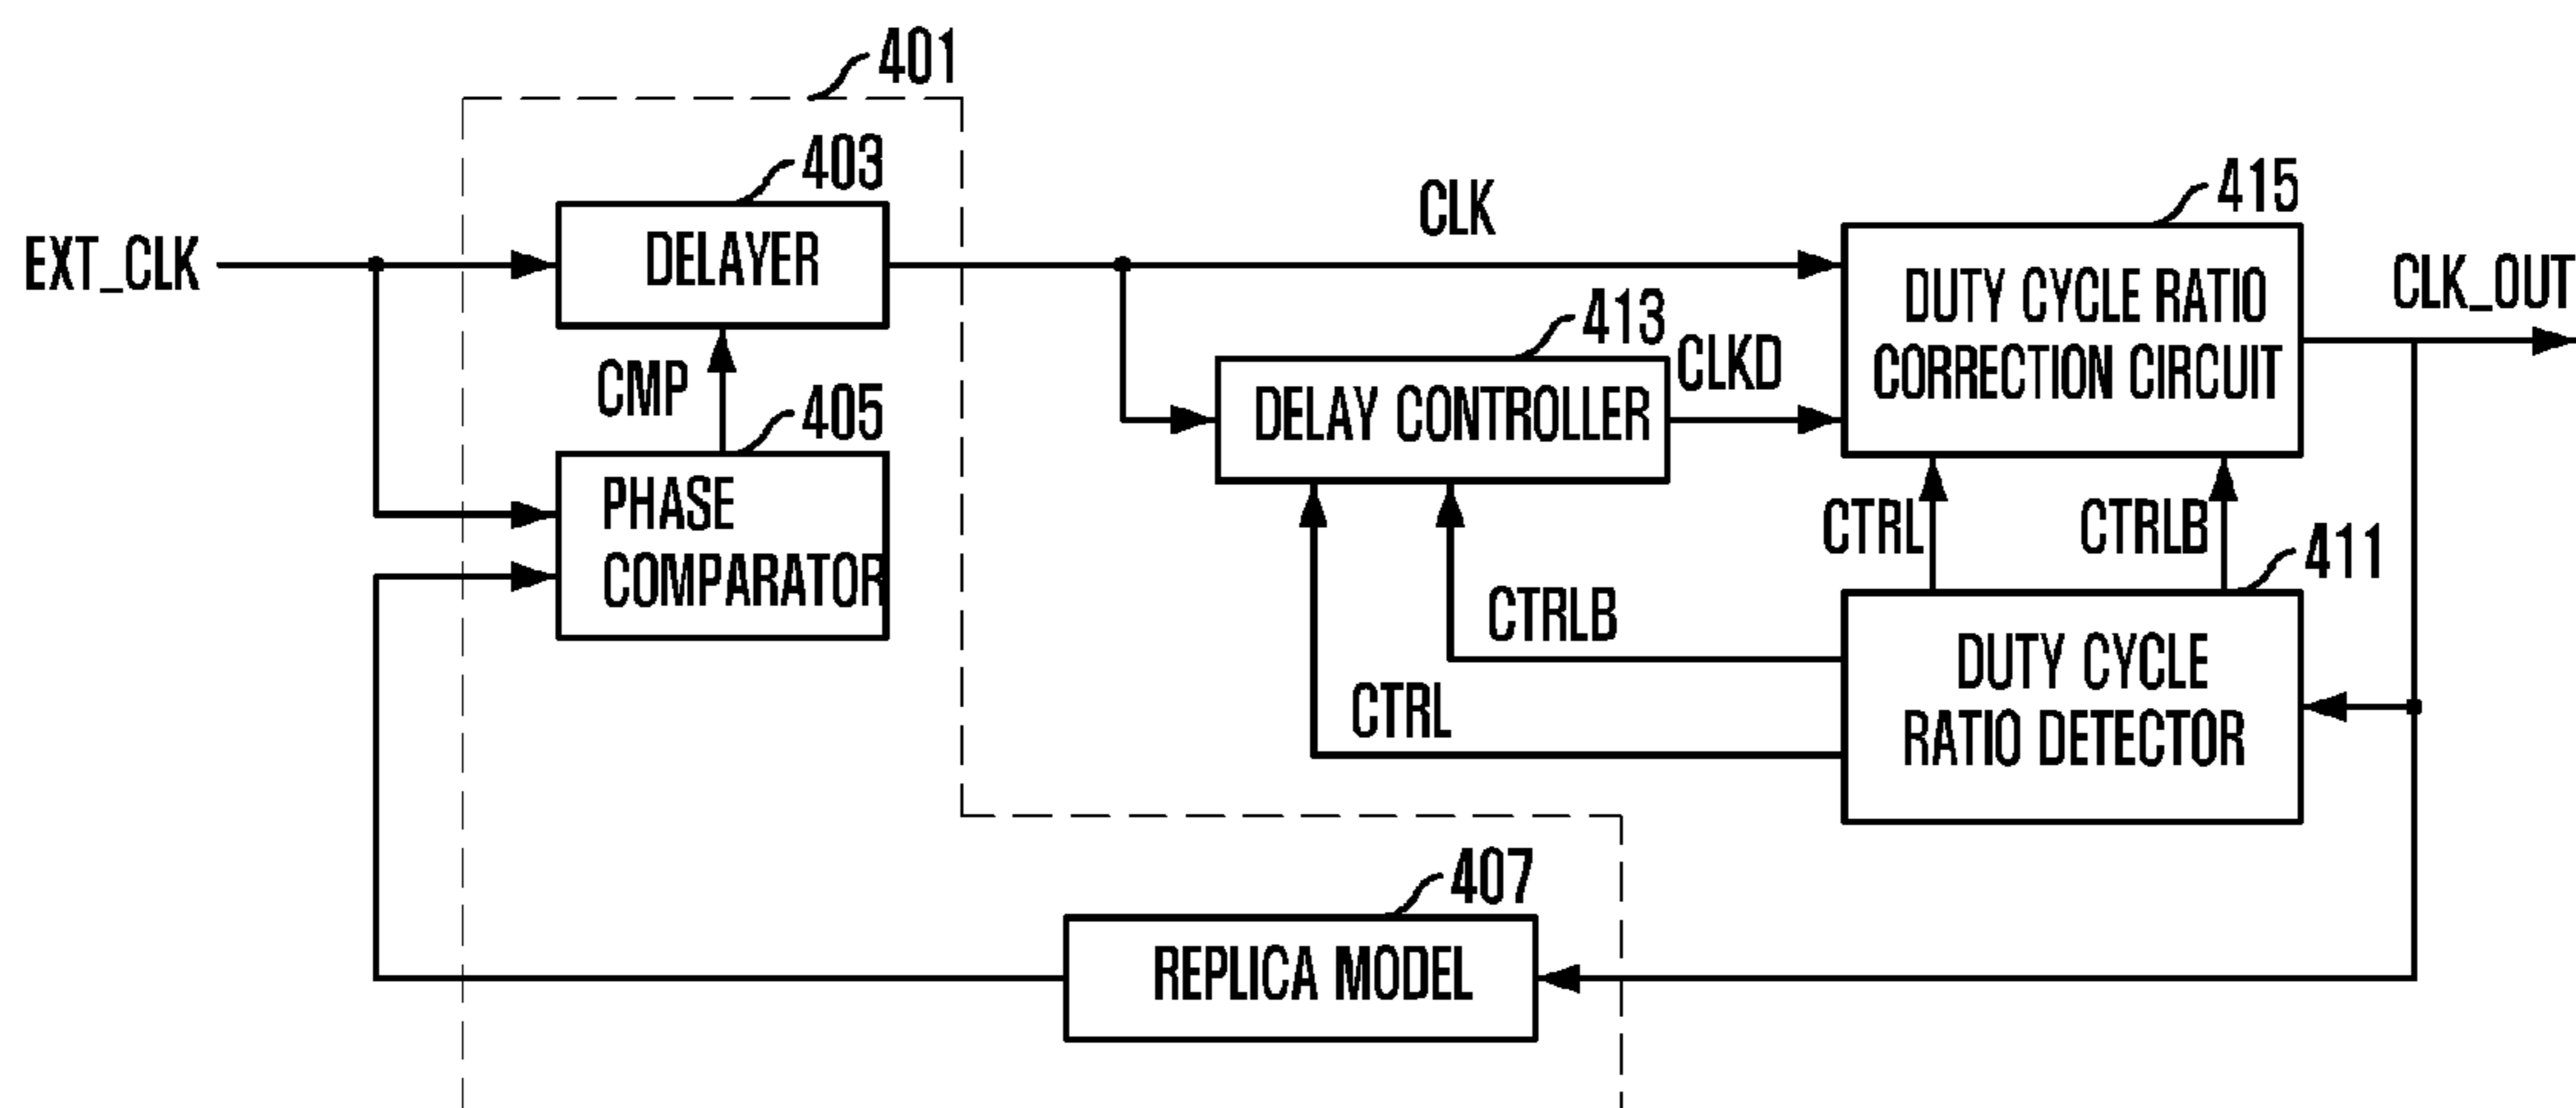 401
403
415
EXT_CLK
DELAYER
CLK
DUTY CYCLE RATIO
CORRECTION CIRCUIT
CLK_OUT
413
CLKD
DELAY CONTROLLER
CMP
405
PHASE
COMPARATOR
CTRL
CTRLB
411
CTRLB
CTRL
DUTY CYCLE
RATIO DETECTOR
407
REPLICA MODEL